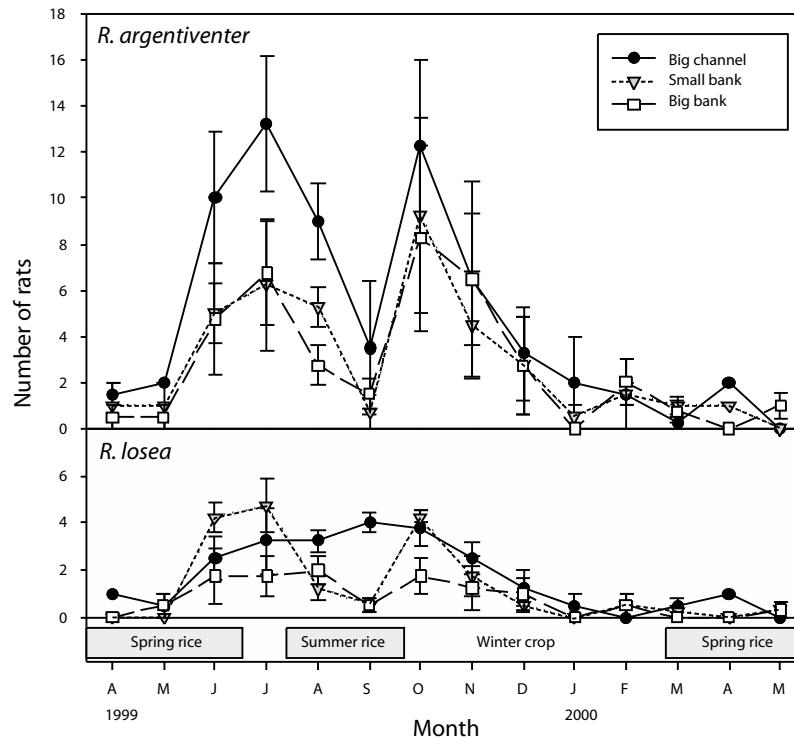 18
R. argentiventer
16
14
12
10
8
6
4
2
0
Big channel
Small bank
Big bank
Number of rats
R. losea
6
4
2
0
Spring rice Summer rice Winter crop Spring rice
A M J J A S O N D J F M A M
1999 2000
Month